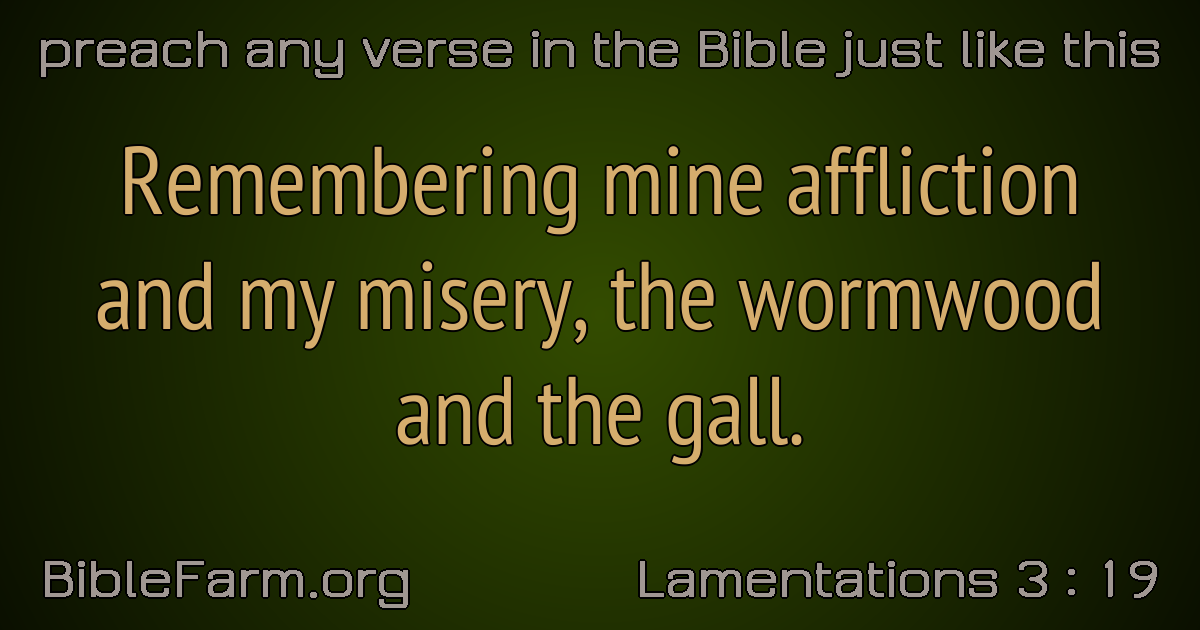 preach any verse in the Bible just like this
Remembering mine affliction
and my misery, the wormwood
and the gall.
BibleFarm.org
Lamentations 3 : 19